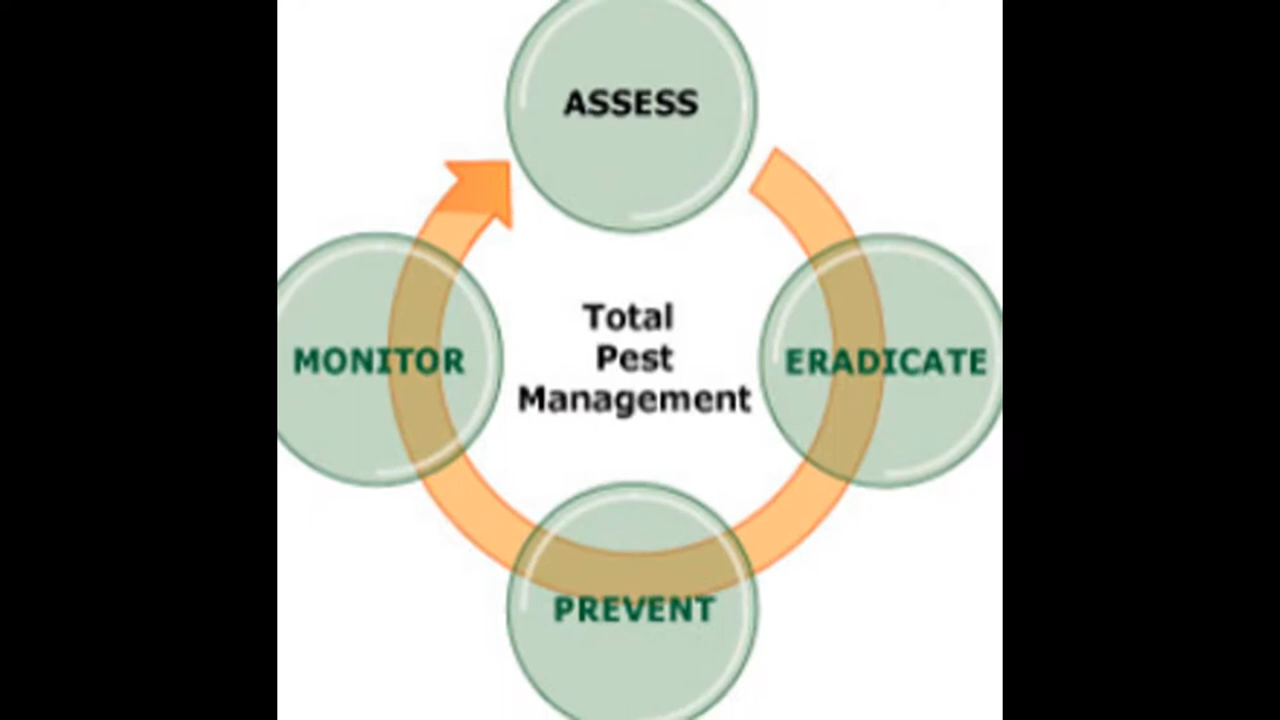 ASSESS
MONITOR
Total
Pest
Management
ERADICATE
PREVENT